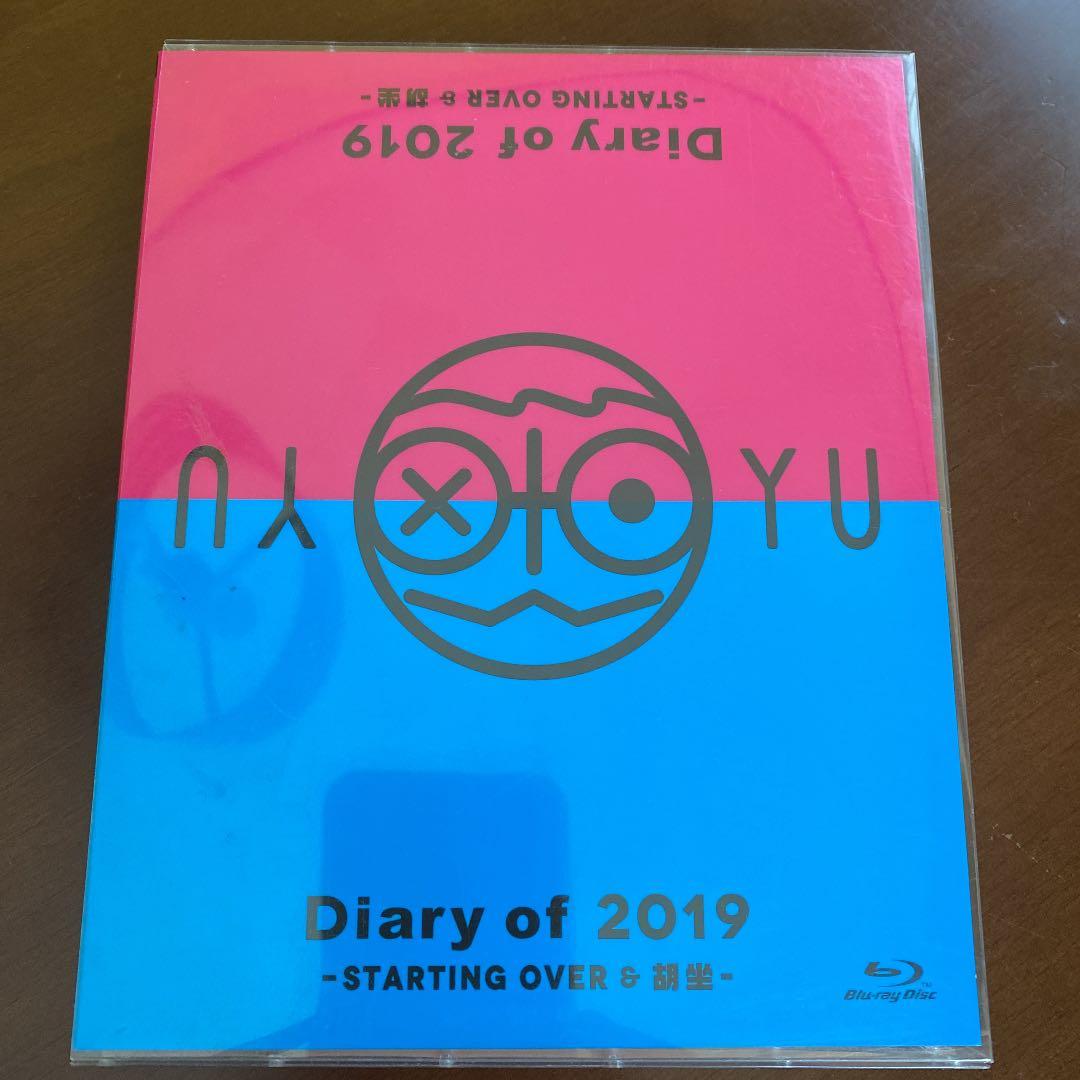 -STARTING OVER & 胡坐-
Diary of 2019
YU
YU
Diary of 2019
-STARTING OVER & 胡坐-
Blu-ray Disc
TM